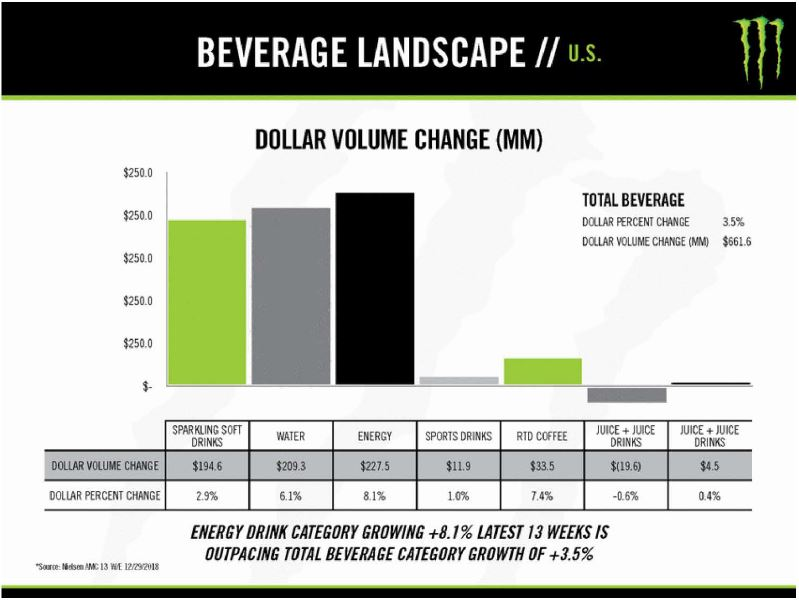 BEVERAGE LANDSCAPE // U.S.
DOLLAR VOLUME CHANGE (MM)
$250.0
$250.0
$250.0
$250.0
$250.0
$-
TOTAL BEVERAGE
DOLLAR PERCENT CHANGE 3.5%
DOLLAR VOLUME CHANGE (MM) $661.6
SPARKLING SOFT DRINKS WATER ENERGY SPORTS DRINKS RTD COFFEE JUICE + JUICE DRINKS JUICE + JUICE DRINKS
DOLLAR VOLUME CHANGE $194.6 $209.3 $227.5 $11.9 $33.5 $(19.6) $4.5
DOLLAR PERCENT CHANGE 2.9% 6.1% 8.1% 1.0% 7.4% -0.6% 0.4%
ENERGY DRINK CATEGORY GROWING +8.1% LATEST 13 WEEKS IS
OUTPACING TOTAL BEVERAGE CATEGORY GROWTH OF +3.5%
*Source: Nielsen AMC 13 W/E 12/29/2018